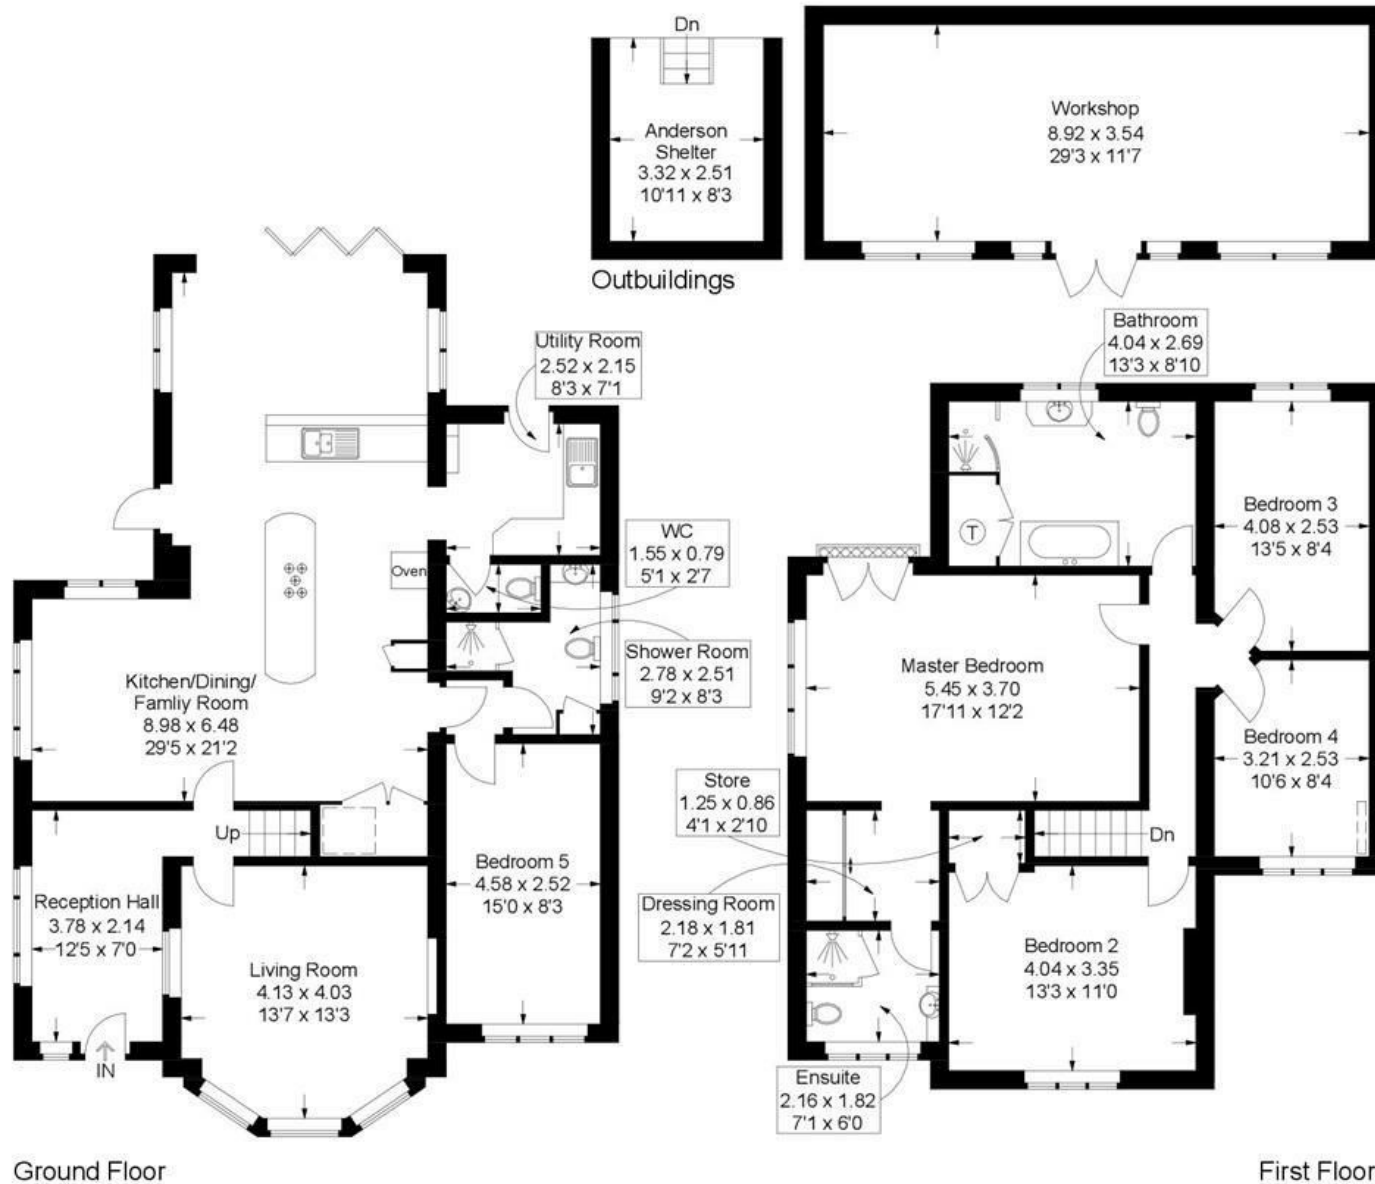 Dn
Anderson
Shelter
3.32 x 2.51
10'11 x 8'3
Outbuildings
Workshop
8.92 x 3.54
29'3 x 11'7
Utility Room
2.52 x 2.15
8'3 x 7'1
WC
1.55 x 0.79
5'1 x 2'7
Oven
Shower Room
2.78 x 2.51
9'2 x 8'3
Kitchen/Dining/
Famliy Room
8.98 x 6.48
29'5 x 21'2
Up
Reception Hall
3.78 x 2.14
12'5 x 7'0
Living Room
4.13 x 4.03
13'7 x 13'3
Bedroom 5
4.58 x 2.52
15'0 x 8'3
IN
Ground Floor
Bathroom
4.04 x 2.69
13'3 x 8'10
T
Bedroom 3
4.08 x 2.53
13'5 x 8'4
Master Bedroom
5.45 x 3.70
17'11 x 12'2
Bedroom 4
3.21 x 2.53
10'6 x 8'4
Store
1.25 x 0.86
4'1 x 2'10
Dn
Dressing Room
2.18 x 1.81
7'2 x 5'11
Bedroom 2
4.04 x 3.35
13'3 x 11'0
Ensuite
2.16 x 1.82
7'1 x 6'0
First Floor